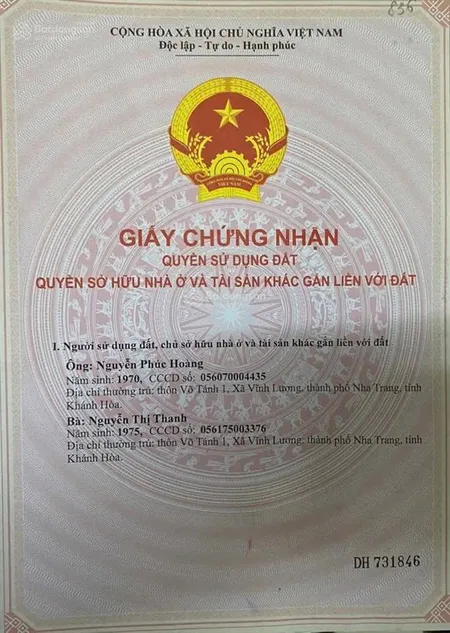 836
Batdongsan
CỘNG HÒA XÃ HỘI CHỦ NGHĨA VIỆT NAM
Độc lập - Tự do - Hạnh phúc
VIỆT NAM
GIẤY CHỨNG NHẬN
QUYỀN SỬ DỤNG ĐẤT
QUYỀN SỞ HỮU NHÀ Ở VÀ TÀI SẢN KHÁC GẮN LIỀN VỚI ĐẤT
Batdongsan
I. Người sử dụng đất, chủ sở hữu nhà ở và tài sản khác gắn liền với đất
Ông: Nguyễn Phúc Hoàng
Năm sinh: 1970, CCCD số: 056070004435
Địa chỉ thường trú: thôn Võ Tánh 1, Xã Vĩnh Lương, thành phố Nha Trang, tỉnh
Khánh Hòa.
Bà: Nguyễn Thị Thanh
Năm sinh: 1975, CCCD số: 056175003376
Địa chỉ thường trú: thôn Võ Tánh 1, Xã Vĩnh Lương, thành phố Nha Trang, tỉnh
Khánh Hòa.
DH 731846